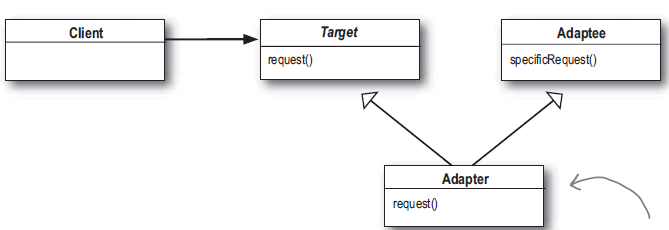 Client
Target
request()
Adaptee
specificRequest()
Adapter
request()